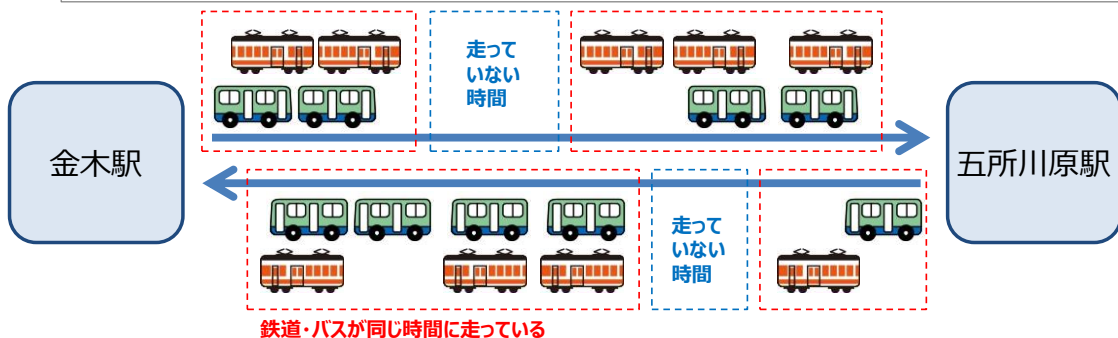 走って
いない
時間
金木駅
五所川原駅
走って
いない
時間
鉄道・バスが同じ時間に走っている